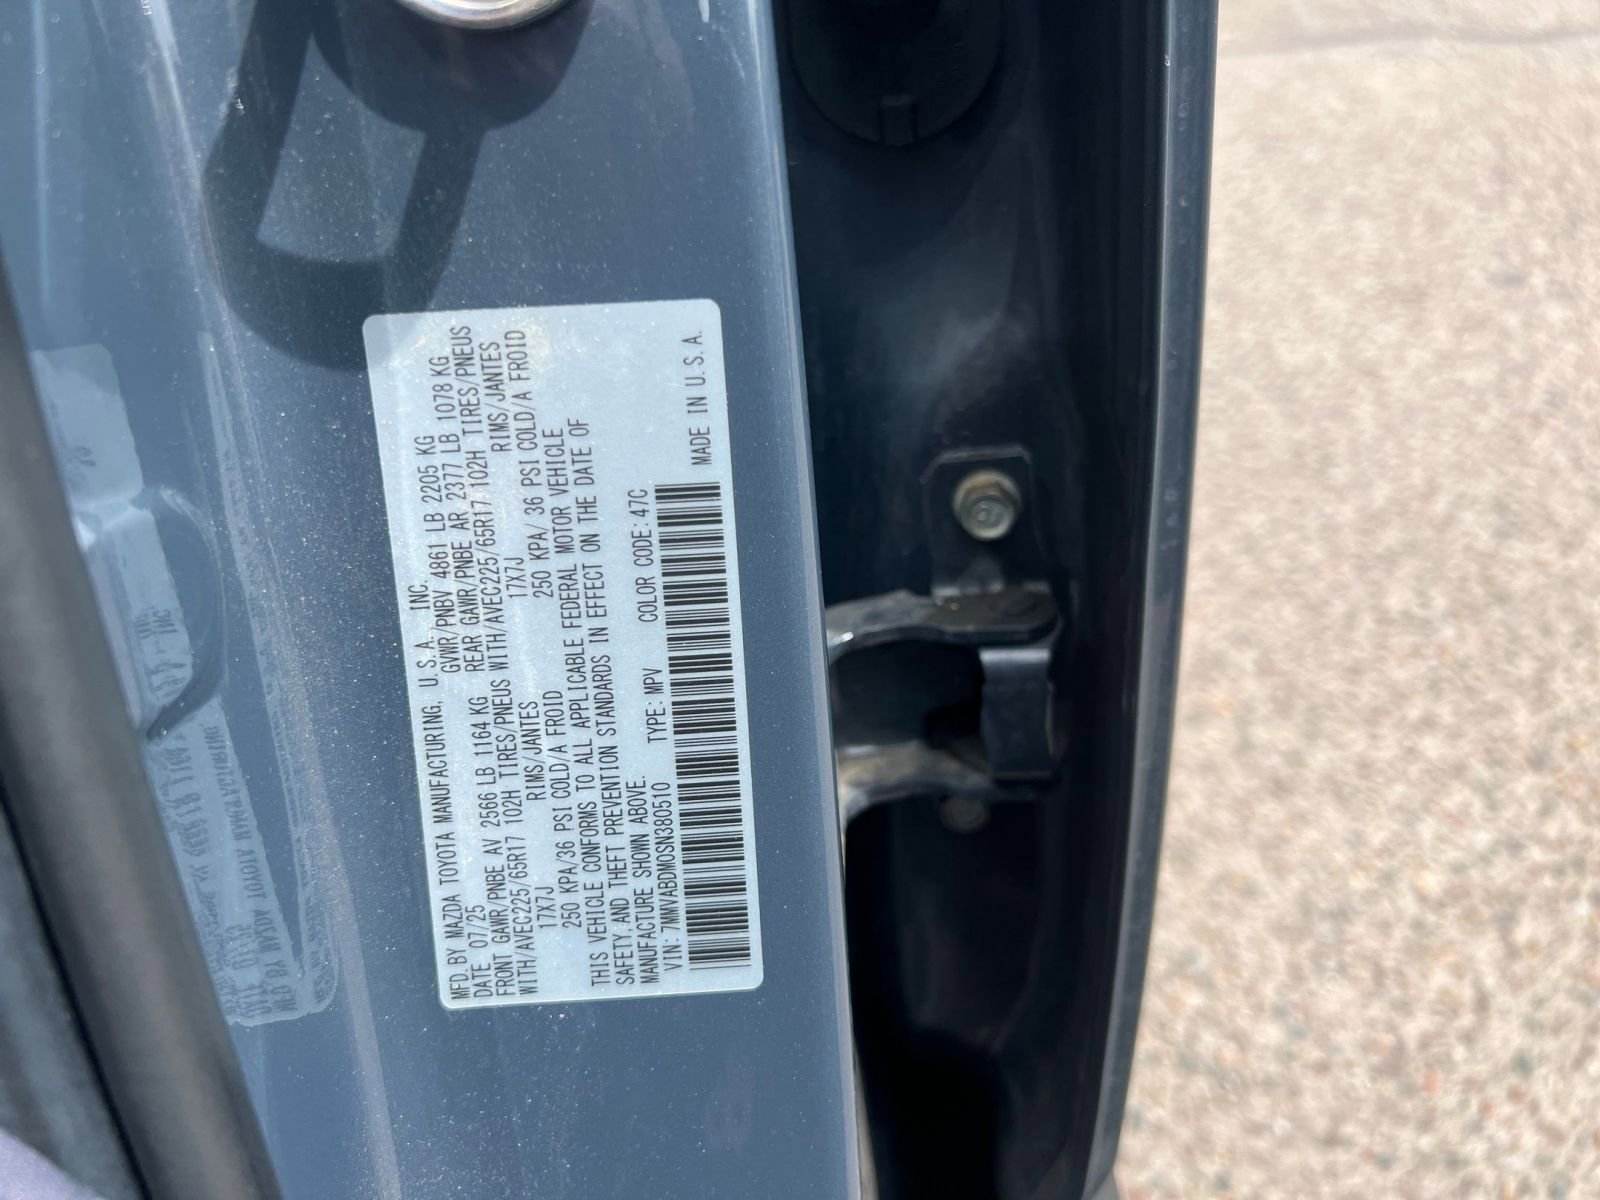 MFD.BY MAZDA TOYOTA MANUFACTURING, U.S.A., INC.
DATE 07/25 GVWR/PNBV 4861 LB 2205 KG
FRONT GAWR/PNBE AV 2566 LB 1164 KG REAR GAWR/PNBE AR 2377 LB 1078 KG
WITH/AVEC225/65R17 102H TIRES/PNEUS WITH/AVEC225/65R17 102H TIRES/PNEUS
17X7J RIMS/JANTES 17X7J RIMS/JANTES
250 KPA/36 PSI COLD/A FROID 250 KPA/ 36 PSI COLD/A FROID
THIS VEHICLE CONFORMS TO ALL APPLICABLE FEDERAL MOTOR VEHICLE
SAFETY,AND THEFT PREVENTION STANDARDS IN EFFECT ON THE DATE OF
MANUFACTURE SHOWN ABOVE.
VIN: 7MMVABDM0SN380510 TYPE: MPV COLOR CODE: 47C
MADE IN U.S.A.